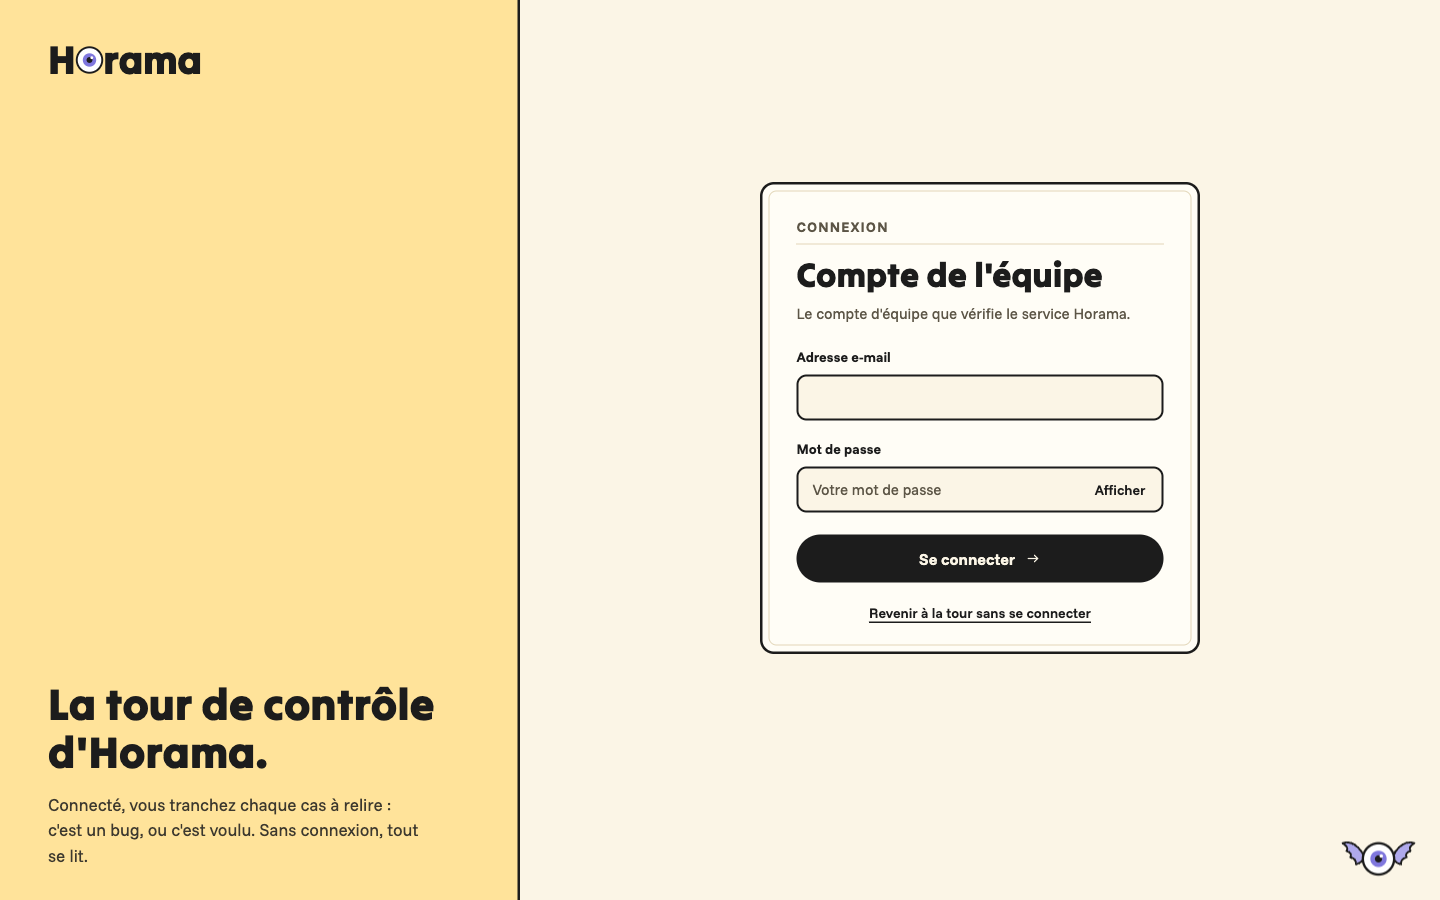 Horama
La tour de contrôle
d'Horama.
Connecté, vous tranchez chaque cas à relire :
c'est un bug, ou c'est voulu. Sans connexion, tout
se lit.
CONNEXION
Compte de l'équipe
Le compte d'équipe que vérifie le service Horama.
Adresse e-mail
Mot de passe
Votre mot de passe Afficher
Se connecter →
Revenir à la tour sans se connecter